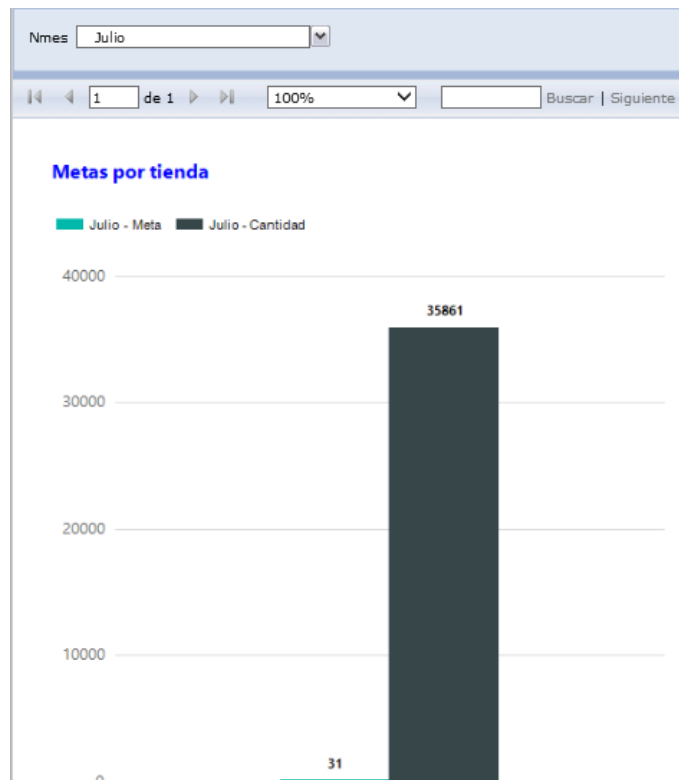 Nmes Julio
1 de 1 100% Buscar | Siguiente
Metas por tienda
Julio - Meta Julio - Cantidad
40000
35861
30000
20000
10000
31
0